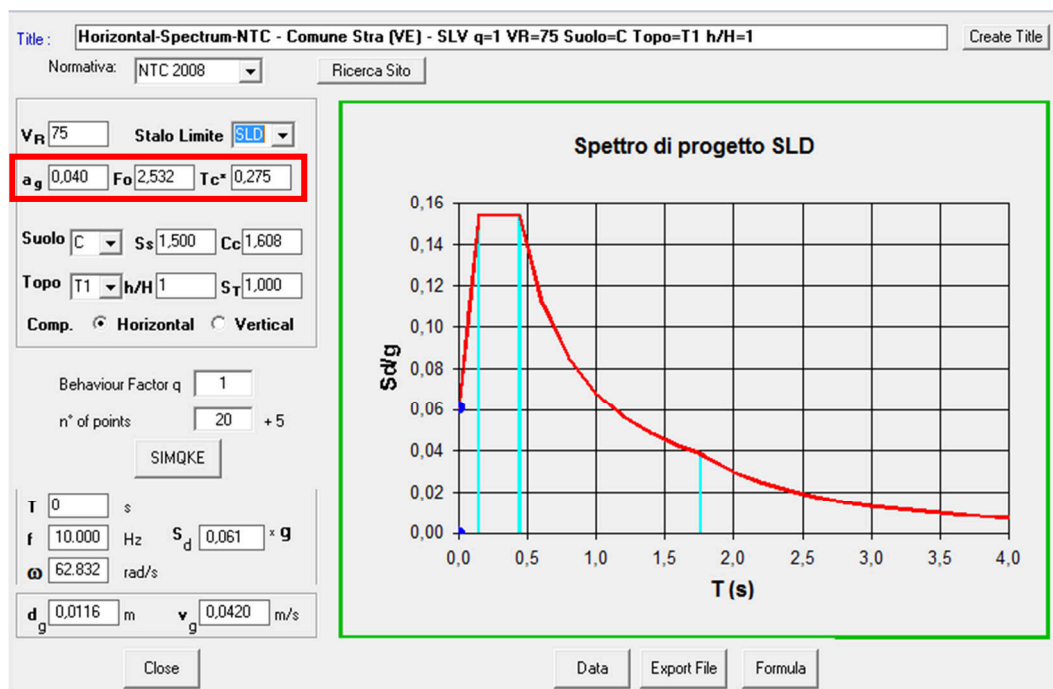 Title : Horizontal-Spectrum-NTC - Comune Stra (VE) - SLV q=1 VR=75 Suolo=C Topo=T1 h/H=1 Create Title
Normativa: NTC 2008 Ricerca Sito
VR 75 Stalo Limite SLD
ag 0,040 Fo 2,532 Tc* 0,275
Suolo C Ss 1,500 Cc 1,608
Topo T1 h/H 1 ST 1,000
Comp. Horizontal Vertical
Behaviour Factor q 1
n° of points 20 + 5
SIMQKE
T 0 s
f 10.000 Hz Sd 0,061 × g
ω 62.832 rad/s
dg 0,0116 m vg 0,0420 m/s
Close
Spettro di progetto SLD
Sd/g
0,16
0,14
0,12
0,10
0,08
0,06
0,04
0,02
0,00
0,0 0,5 1,0 1,5 2,0 2,5 3,0 3,5 4,0
T (s)
Data Export File Formula